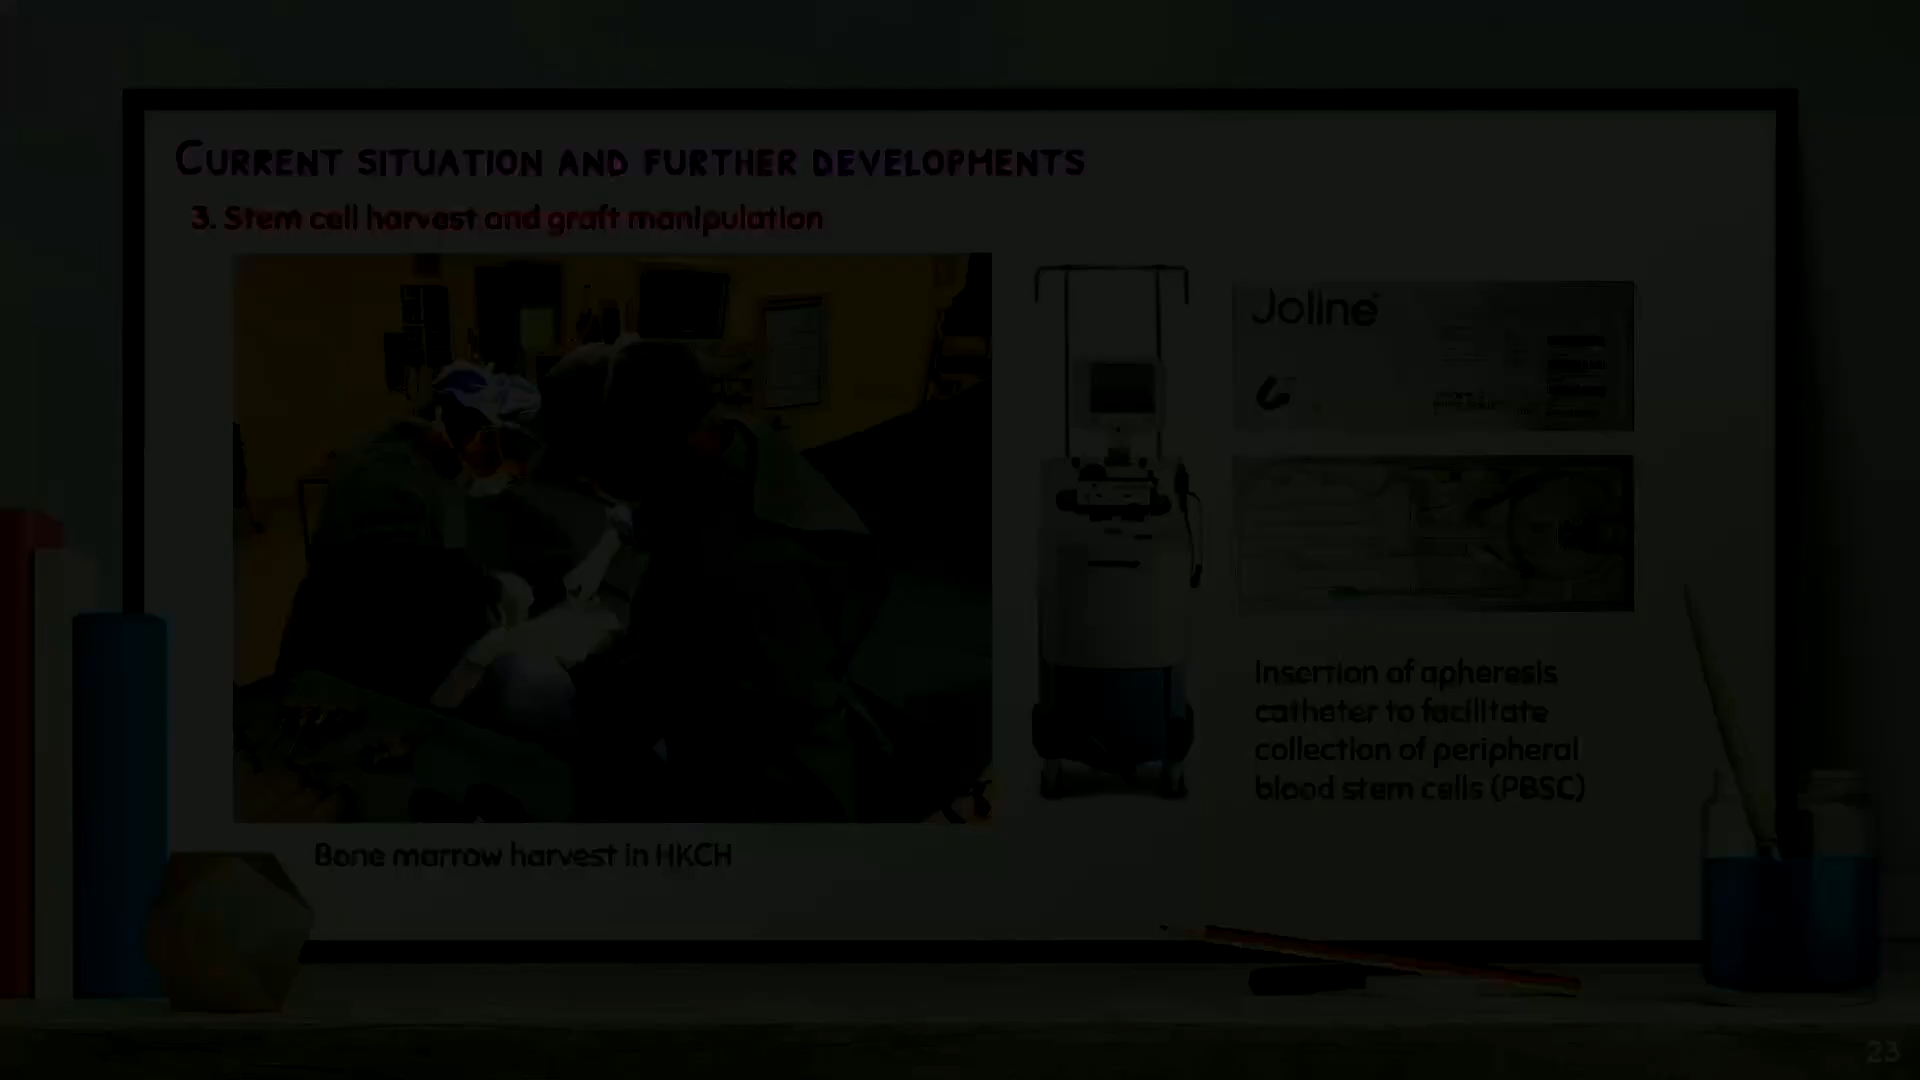 CURRENT SITUATION AND FURTHER DEVELOPMENTS
3. Stem cell harvest and graft manipulation
Joline
Insertion of apheresis
catheter to facilitate
collection of peripheral
blood stem cells (PBSC)
Bone marrow harvest in HKCH
23